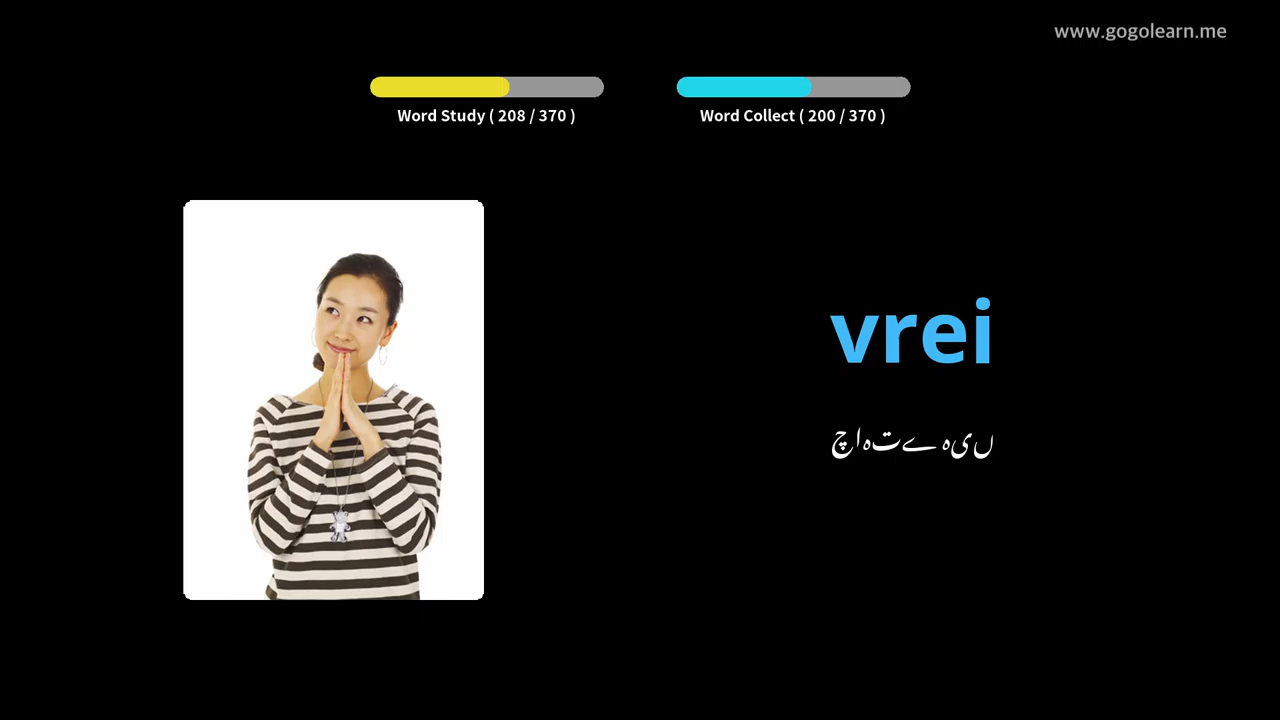 www.gogolearn.me
Word Study ( 208 / 370 )
Word Collect ( 200 / 370 )
vrei
چاہتے ہیں